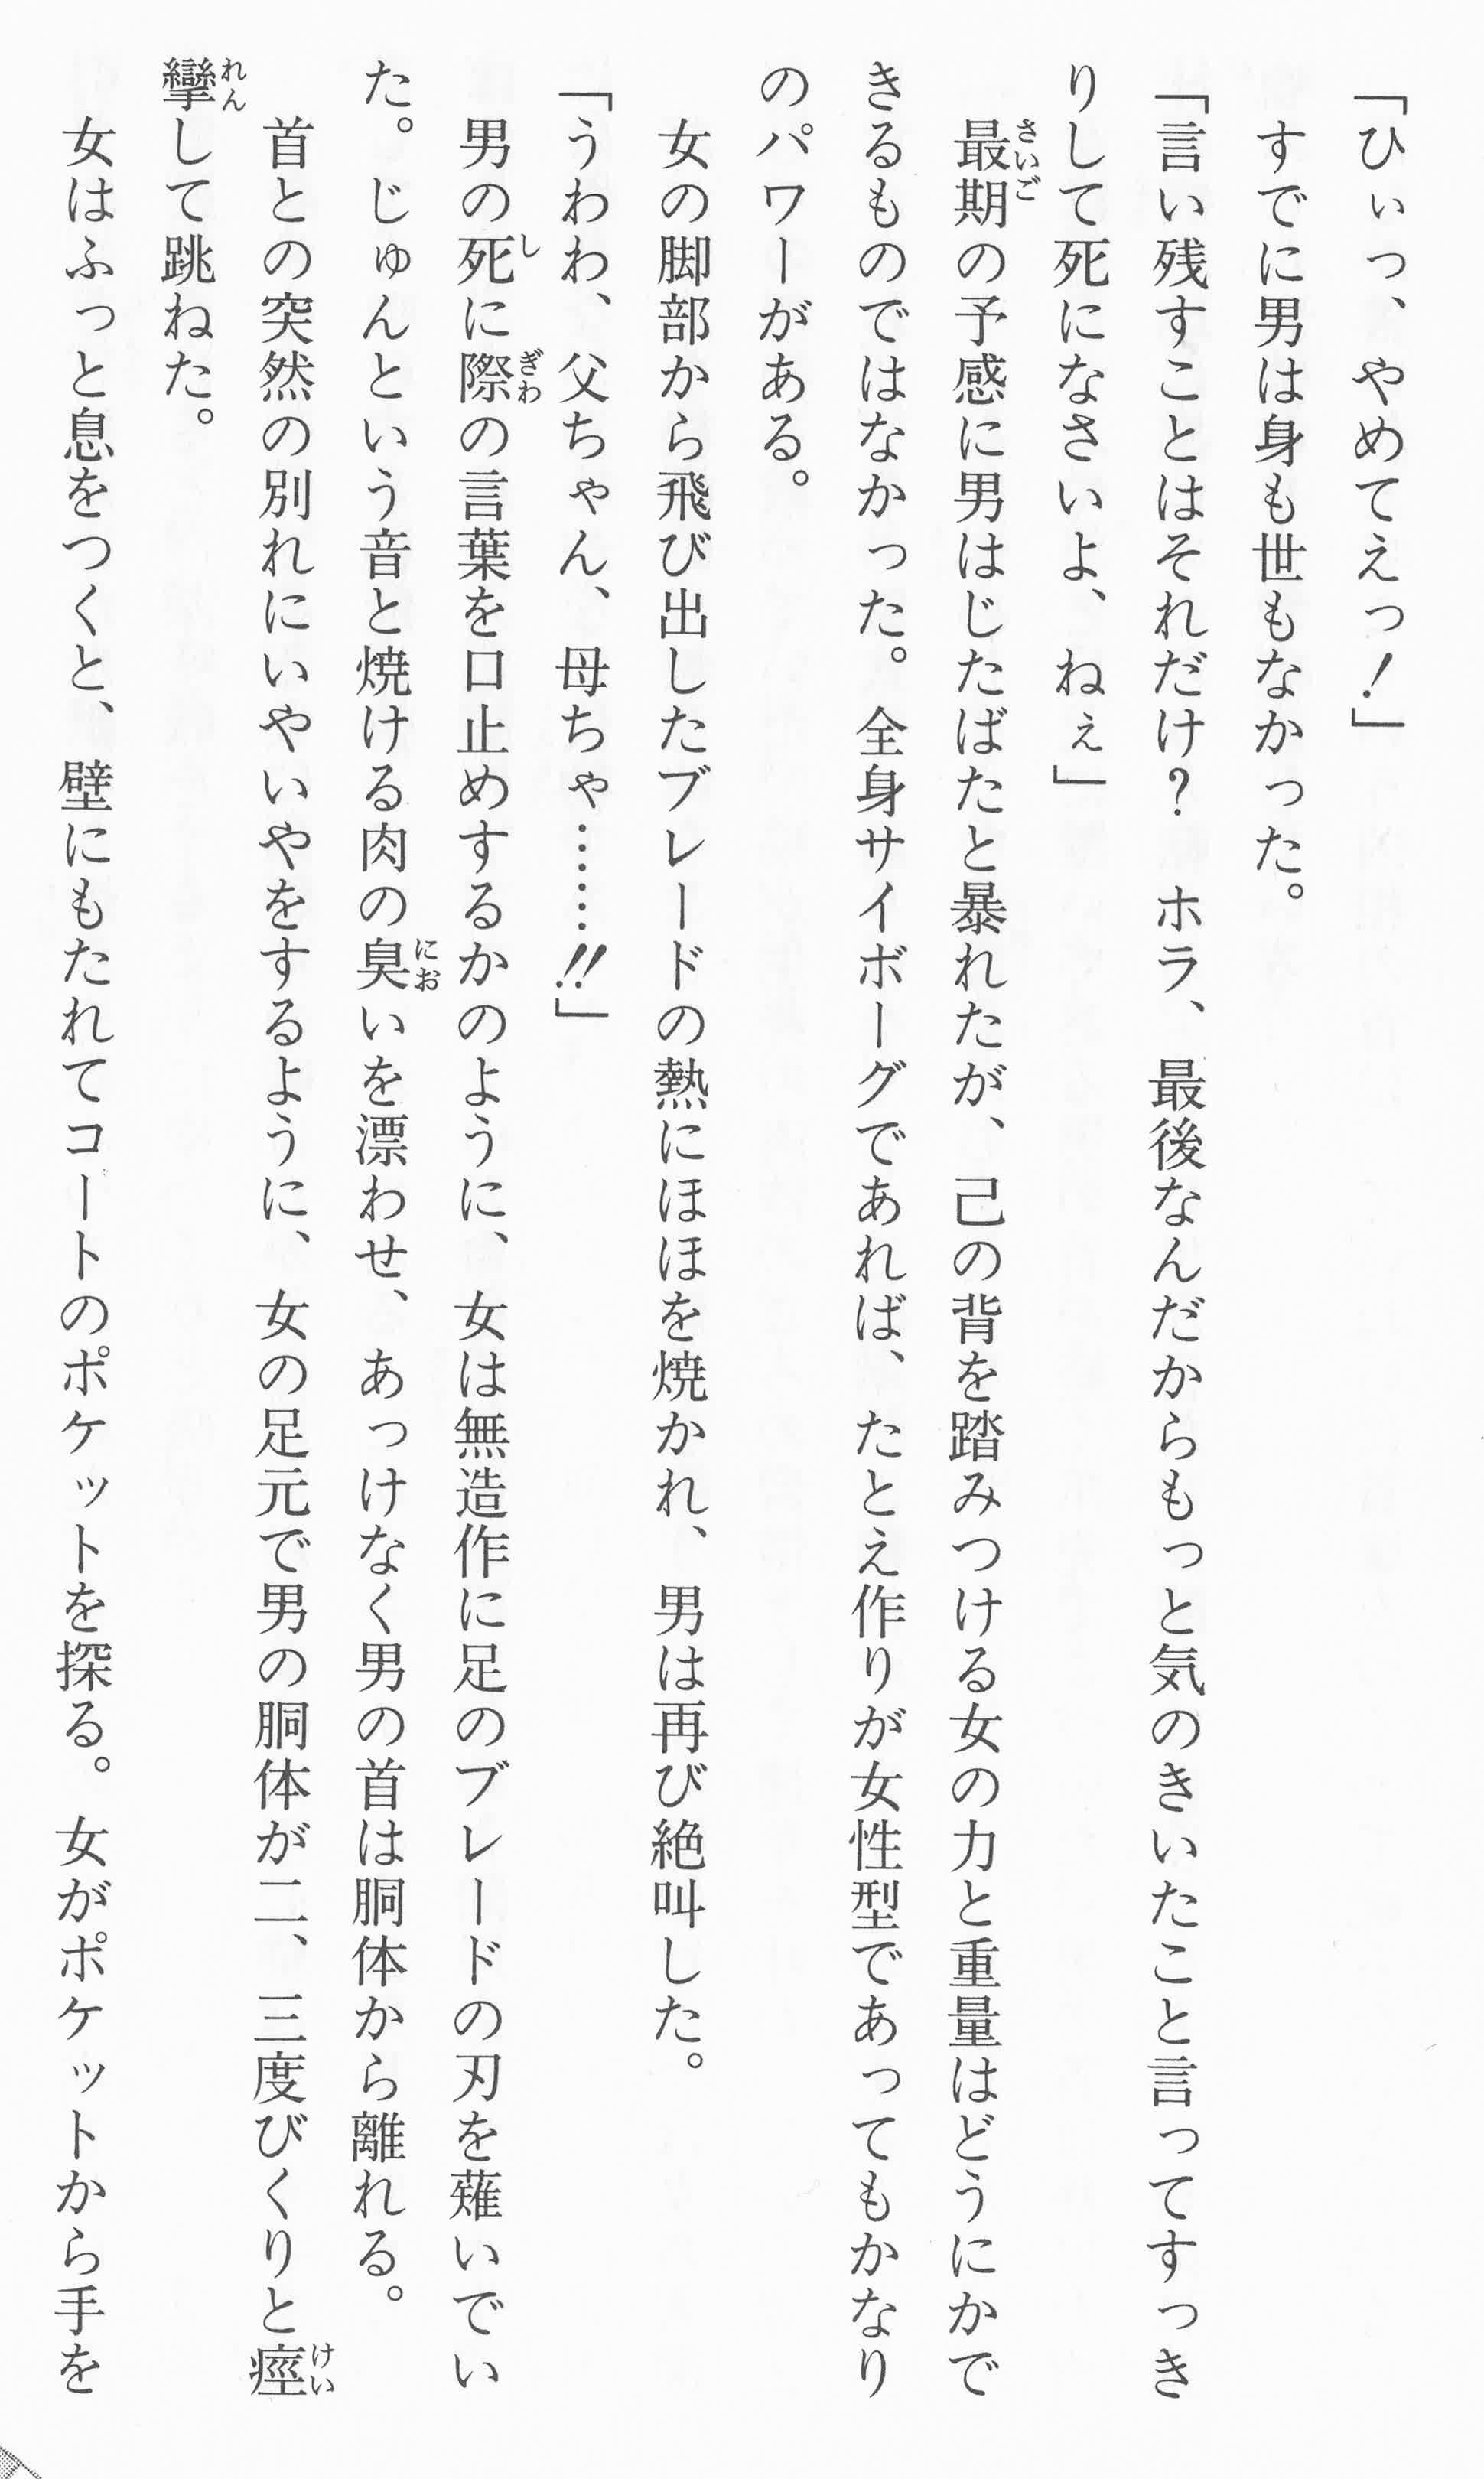 「ひぃっ、やめてえっ！」
すでに男は身も世もなかった。
「言い残すことはそれだけ？　ホラ、最後なんだからもっと気のきいたこと言ってすっき
りして死になさいよ、ねぇ」
最期の予感に男はじたばたと暴れたが、己の背を踏みつける女の力と重量はどうにかで
きるものではなかった。全身サイボーグであれば、たとえ作りが女性型であってもかなり
のパワーがある。
女の脚部から飛び出したブレードの熱にほほを焼かれ、男は再び絶叫した。
「うわわ、父ちゃん、母ちゃ……‼」
男の死に際の言葉を口止めするかのように、女は無造作に足のブレードの刃を薙いでい
た。じゅんという音と焼ける肉の臭いを漂わせ、あっけなく男の首は胴体から離れる。
首との突然の別れにいやいやをするように、女の足元で男の胴体が二、三度びくりと痙
攣して跳ねた。
女はふっと息をつくと、壁にもたれてコートのポケットを探る。女がポケットから手を